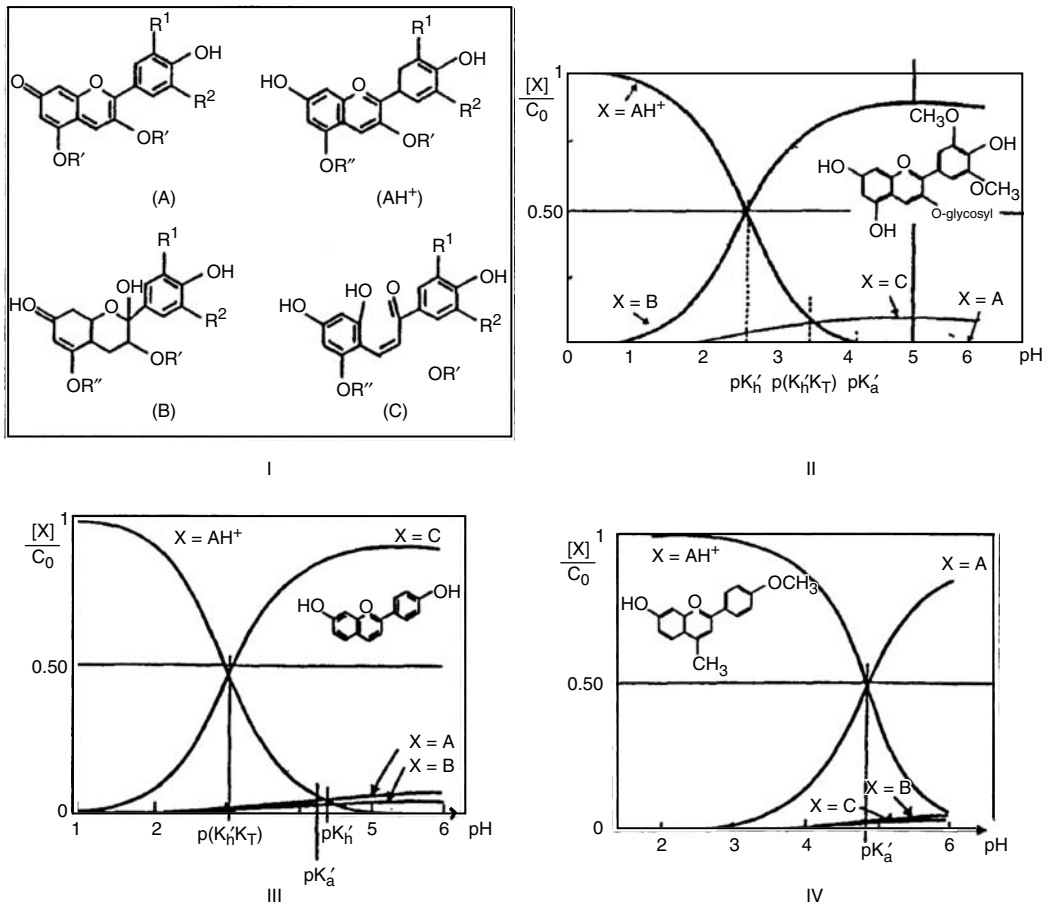 R¹
O
O
OH
R²
OR′
OR′
(A)
R¹
HO
O
OH
R²
OR′
OR″
(AH⁺)
R¹
HO
OH
O
OH
R²
OR′
OR″
(B)
R¹
HO
HO
O
OH
R²
OR″
OR′
(C)
I
[X]
C₀
1
X = AH⁺
CH₃O
OH
HO
O
OCH₃
O-glycosyl
OH
0.50
X = B
X = C
X = A
0 1 2 3 4 5 6 pH
pK′ₕ p(K′ₕK_T) pK′ₐ
II
[X]
C₀
1
X = AH⁺
X = C
HO
O
OH
0.50
X = A
X = B
0
1 2 p(K′ₕK_T) pK′ₕ 5 6 pH
pK′ₐ
III
[X]
C₀
1
X = AH⁺
OCH₃
X = A
HO
O
CH₃
0.50
X = B
X = C
0
2 3 4 pK′ₐ 6 pH
IV